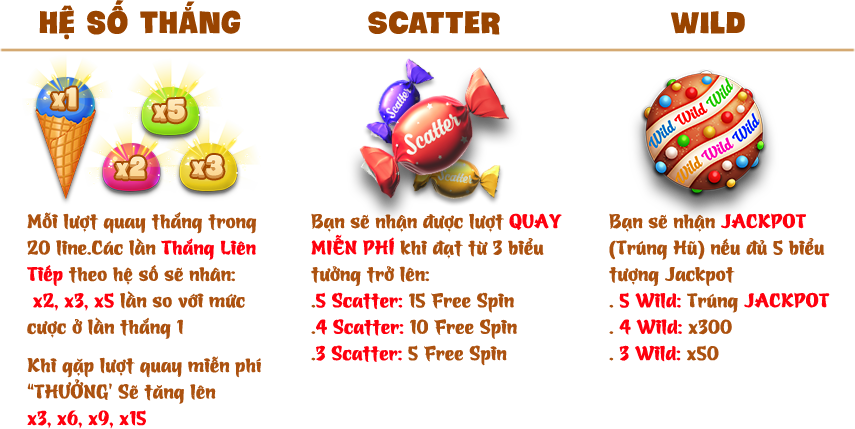 HỆ SỐ THẮNG
x1
x5
x2
x3
Mỗi lượt quay thắng trong
20 line.Các lần Thắng Liên
Tiếp theo hệ số sẽ nhân:
x2, x3, x5 lần so với mức
cược ở lần thắng 1
Khi gặp lượt quay miễn phí
"THƯỞNG' Sẽ tăng lên
x3, x6, x9, x15
SCATTER
Scatter
Scatter
Scatter
Bạn sẽ nhận được lượt QUAY
MIỄN PHÍ khi đạt từ 3 biểu
tưởng trở lên:
.5 Scatter: 15 Free Spin
.4 Scatter: 10 Free Spin
.3 Scatter: 5 Free Spin
WILD
Wild Wild Wild
Wild Wild Wild
Bạn sẽ nhận JACKPOT
(Trúng Hũ) nếu đủ 5 biểu
tượng Jackpot
. 5 Wild: Trúng JACKPOT
. 4 Wild: x300
. 3 Wild: x50